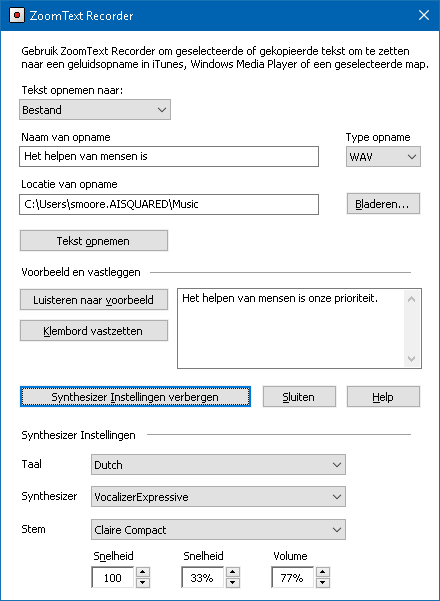 ZoomText Recorder
Gebruik ZoomText Recorder om geselecteerde of gekopieerde tekst om te zetten
naar een geluidsopname in iTunes, Windows Media Player of een geselecteerde map.
Tekst opnemen naar:
Bestand
Naam van opname Type opname
Het helpen van mensen is WAV
Locatie van opname
C:\Users\smoore.AISQUARED\Music Bladeren...
Tekst opnemen
Voorbeeld en vastleggen
Luisteren naar voorbeeld Het helpen van mensen is onze prioriteit.
Klembord vastzetten
Synthesizer Instellingen verbergen Sluiten Help
Synthesizer Instellingen
Taal Dutch
Synthesizer VocalizerExpressive
Stem Claire Compact
Snelheid Snelheid Volume
100 33% 77%